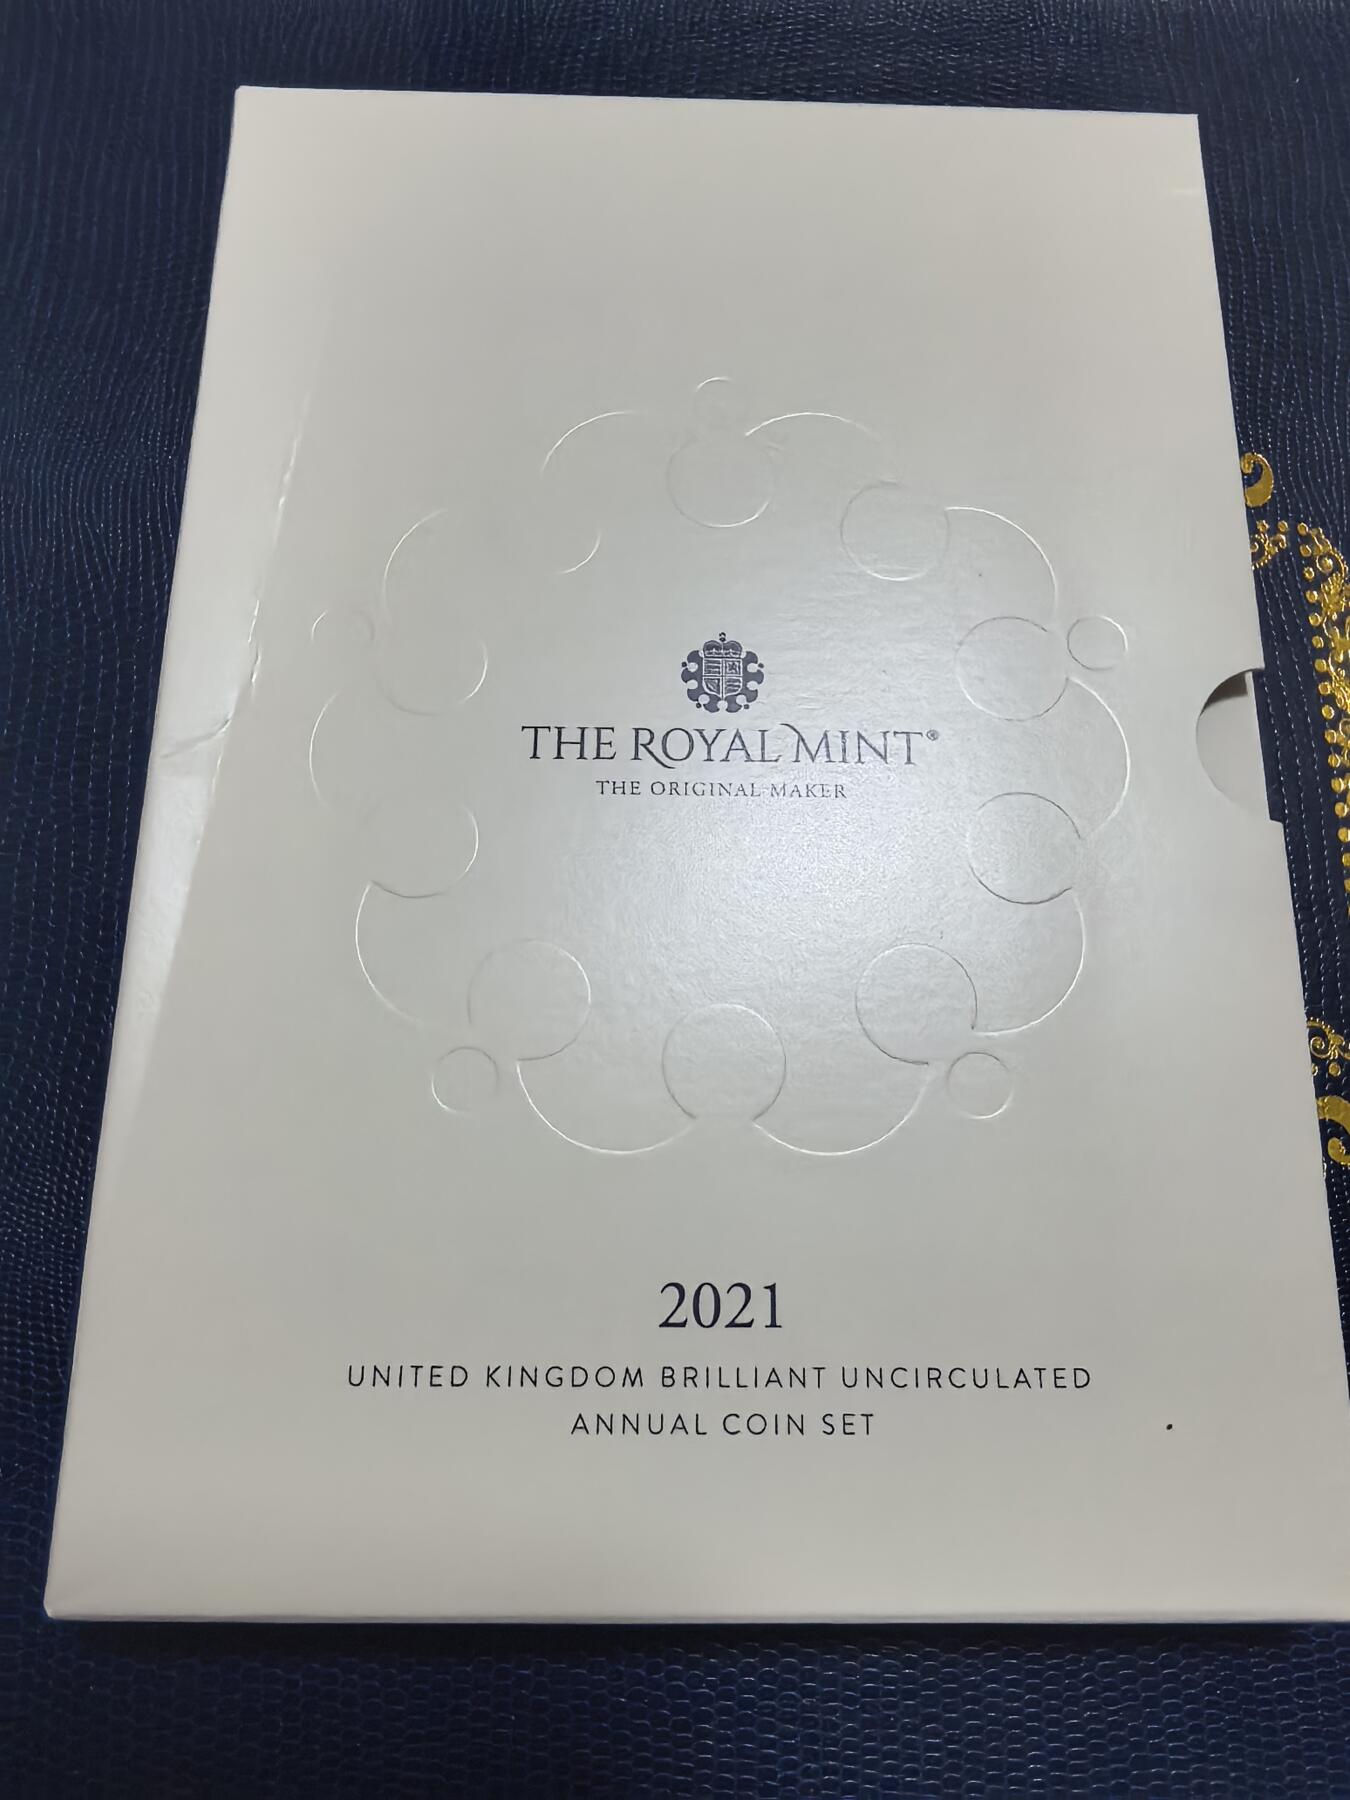 THE ROYAL MINT®
THE ORIGINAL MAKER
2021
UNITED KINGDOM BRILLIANT UNCIRCULATED
ANNUAL COIN SET